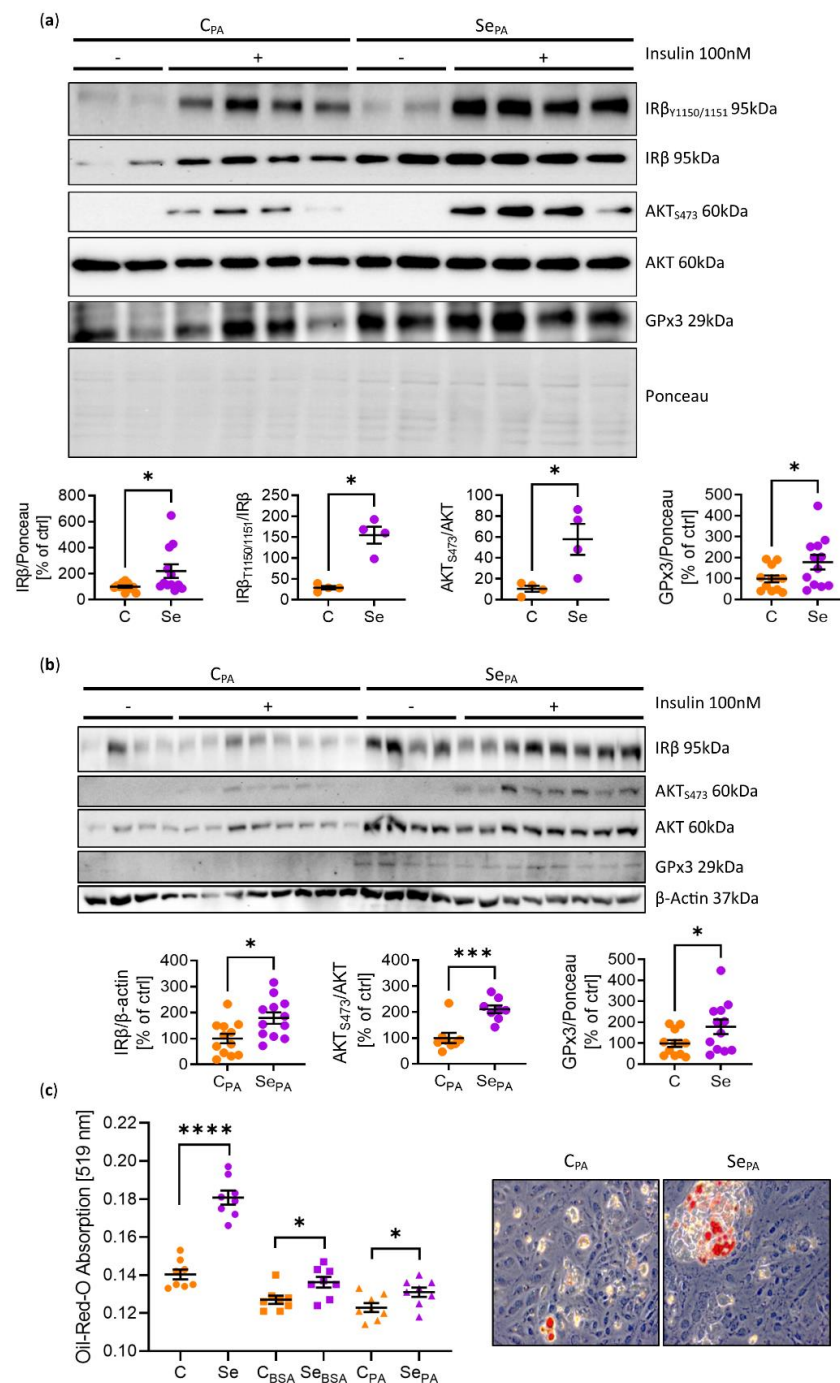 (a)
C_PA Se_PA
- + - + Insulin 100nM
IRβ_Y1150/1151 95kDa
IRβ 95kDa
AKT_S473 60kDa
AKT 60kDa
GPx3 29kDa
Ponceau
IRβ/Ponceau
[% of ctrl]
800
600
400
200
0
*
C Se
IRβ_T1150/1151/IRβ
250
200
150
100
50
0
*
C Se
AKT_S473/AKT
100
80
60
40
20
0
*
C Se
GPx3/Ponceau
[% of ctrl]
500
400
300
200
100
0
*
C Se
(b)
C_PA Se_PA
- + - + Insulin 100nM
IRβ 95kDa
AKT_S473 60kDa
AKT 60kDa
GPx3 29kDa
β-Actin 37kDa
IRβ/β-actin
[% of ctrl]
400
300
200
100
0
*
C_PA Se_PA
AKT_S473/AKT
[% of ctrl]
400
300
200
100
0
***
C_PA Se_PA
GPx3/Ponceau
[% of ctrl]
500
400
300
200
100
0
*
C Se
(c)
Oil-Red-O Absorption [519 nm]
0.22
0.20
0.18
0.16
0.14
0.12
0.10
****
*
*
C Se C_BSA Se_BSA C_PA Se_PA
C_PA Se_PA